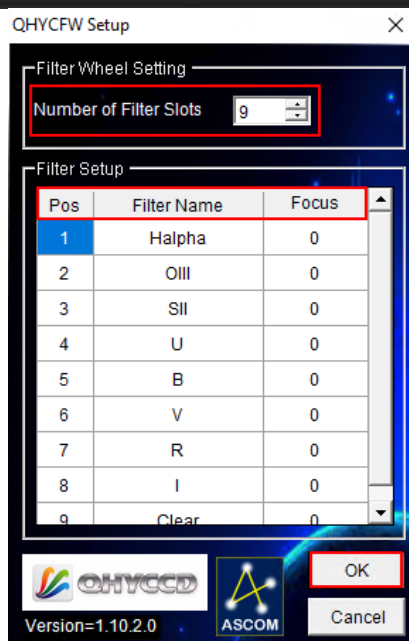 QHYCFW Setup
Filter Wheel Setting
Number of Filter Slots 9
Filter Setup
Pos Filter Name Focus
1 Halpha 0
2 OIII 0
3 SII 0
4 U 0
5 B 0
6 V 0
7 R 0
8 I 0
9 Clear 0
QHYCCD
ASCOM
OK
Version=1.10.2.0
Cancel